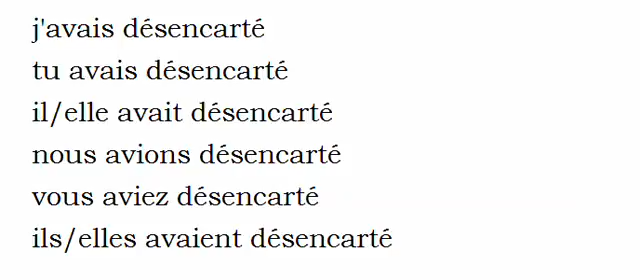 j'avais désencarté
tu avais désencarté
il/elle avait désencarté
nous avions désencarté
vous aviez désencarté
ils/elles avaient désencarté